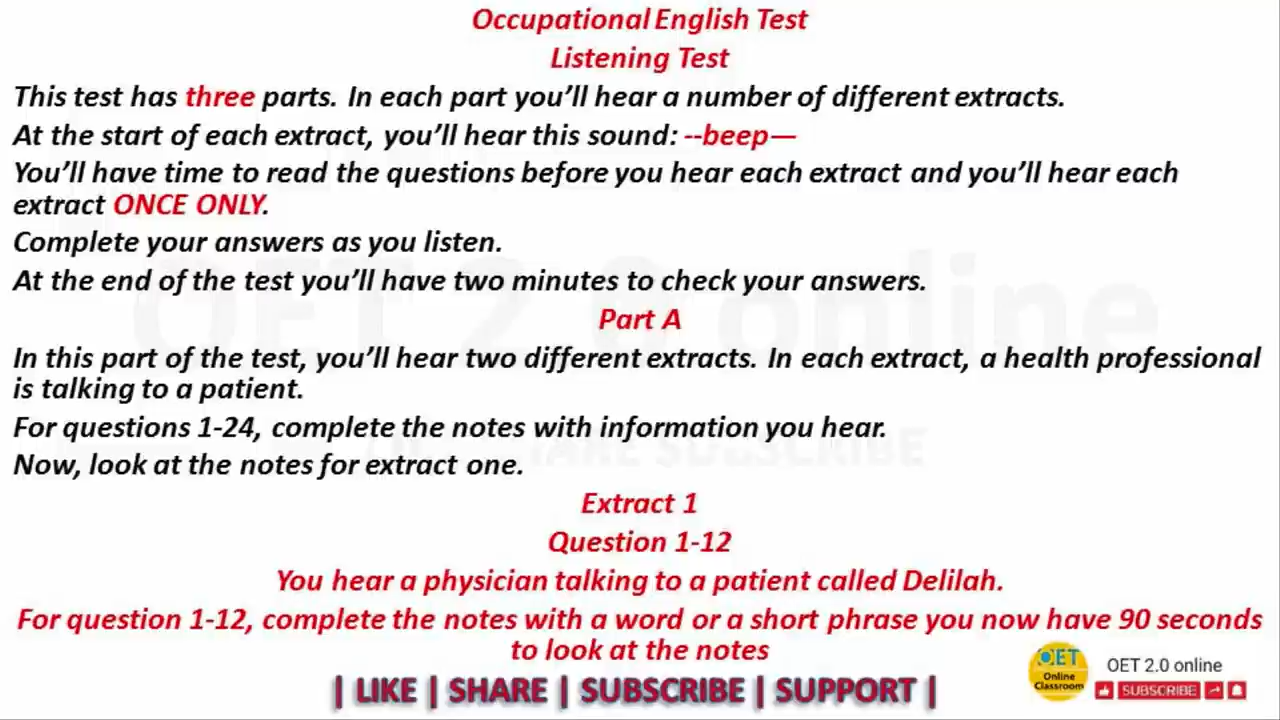 Occupational English Test
Listening Test
This test has three parts. In each part you'll hear a number of different extracts.
At the start of each extract, you'll hear this sound: --beep—
You'll have time to read the questions before you hear each extract and you'll hear each
extract ONCE ONLY.
Complete your answers as you listen.
At the end of the test you'll have two minutes to check your answers.
Part A
In this part of the test, you'll hear two different extracts. In each extract, a health professional
is talking to a patient.
For questions 1-24, complete the notes with information you hear.
Now, look at the notes for extract one.
Extract 1
Question 1-12
You hear a physician talking to a patient called Delilah.
For question 1-12, complete the notes with a word or a short phrase you now have 90 seconds
to look at the notes
| LIKE | SHARE | SUBSCRIBE | SUPPORT |
OET
Online
Classroom
OET 2.0 online
SUBSCRIBE
OET 2.0 online
SHARE SUBSCRIBE